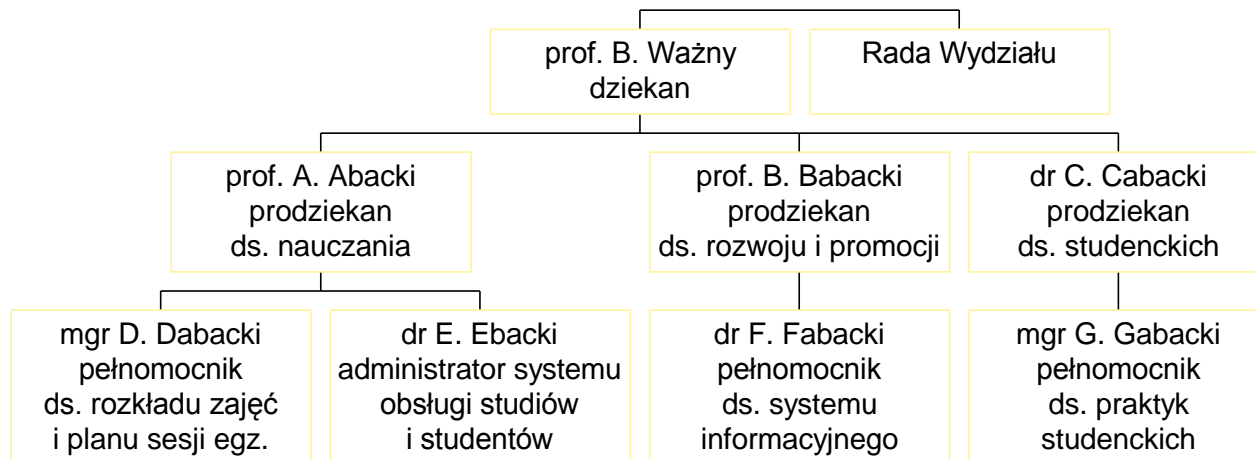 prof. B. Ważny
dziekan
Rada Wydziału
prof. A. Abacki
prodziekan
ds. nauczania
prof. B. Babacki
prodziekan
ds. rozwoju i promocji
dr C. Cabacki
prodziekan
ds. studenckich
mgr D. Dabacki
pełnomocnik
ds. rozkładu zajęć
i planu sesji egz.
dr E. Ebacki
administrator systemu
obsługi studiów
i studentów
dr F. Fabacki
pełnomocnik
ds. systemu
informacyjnego
mgr G. Gabacki
pełnomocnik
ds. praktyk
studenckich